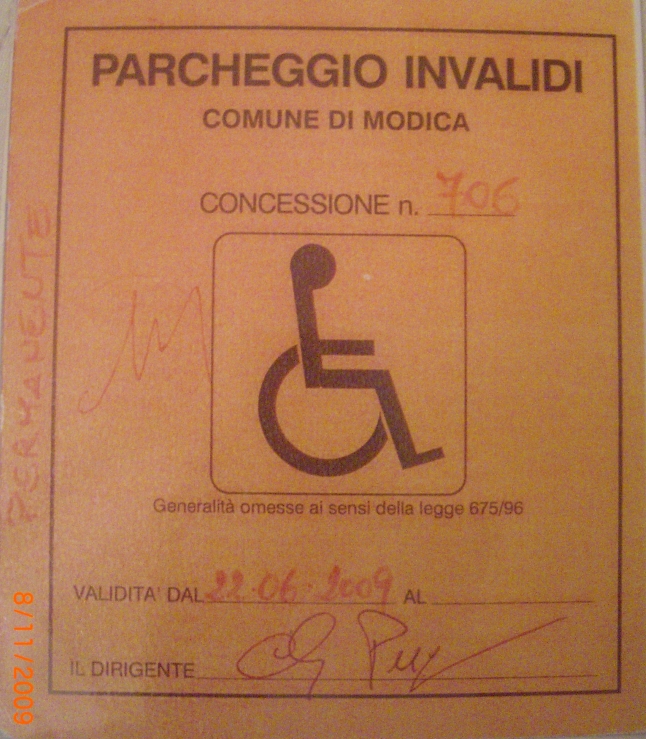 PARCHEGGIO INVALIDI
COMUNE DI MODICA
CONCESSIONE n. 706
PERMANENTE
Generalità omesse ai sensi della legge 675/96
VALIDITA' DAL 22·06·2009 AL
IL DIRIGENTE
8/11/2009